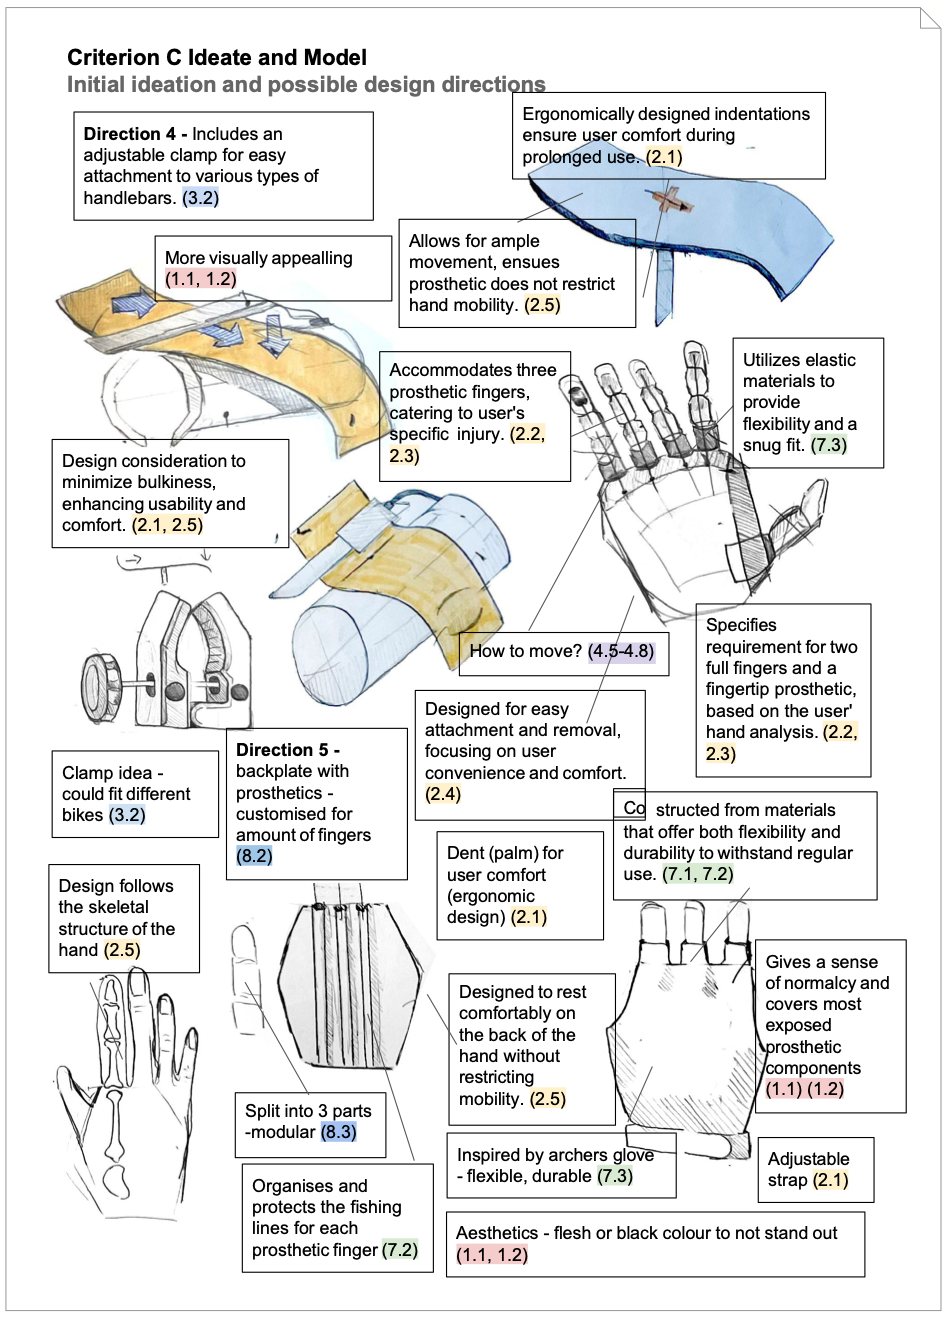 Criterion C Ideate and Model
Initial ideation and possible design directions
Direction 4 - Includes an
adjustable clamp for easy
attachment to various types of
handlebars. (3.2)
Ergonomically designed indentations
ensure user comfort during
prolonged use. (2.1)
More visually appealling
(1.1, 1.2)
Allows for ample
movement, ensures
prosthetic does not restrict
hand mobility. (2.5)
Accommodates three
prosthetic fingers,
catering to user's
specific injury. (2.2,
2.3)
Utilizes elastic
materials to
provide
flexibility and a
snug fit. (7.3)
Design consideration to
minimize bulkiness,
enhancing usability and
comfort. (2.1, 2.5)
How to move? (4.5-4.8)
Specifies
requirement for two
full fingers and a
fingertip prosthetic,
based on the user'
hand analysis. (2.2,
2.3)
Designed for easy
attachment and removal,
focusing on user
convenience and comfort.
(2.4)
Clamp idea -
could fit different
bikes (3.2)
Direction 5 -
backplate with
prosthetics -
customised for
amount of fingers
(8.2)
Co structed from materials
that offer both flexibility and
durability to withstand regular
use. (7.1, 7.2)
Dent (palm) for
user comfort
(ergonomic
design) (2.1)
Design follows
the skeletal
structure of the
hand (2.5)
Gives a sense
of normalcy and
covers most
exposed
prosthetic
components
(1.1) (1.2)
Designed to rest
comfortably on
the back of the
hand without
restricting
mobility. (2.5)
Split into 3 parts
-modular (8.3)
Inspired by archers glove
- flexible, durable (7.3)
Adjustable
strap (2.1)
Organises and
protects the fishing
lines for each
prosthetic finger (7.2)
Aesthetics - flesh or black colour to not stand out
(1.1, 1.2)